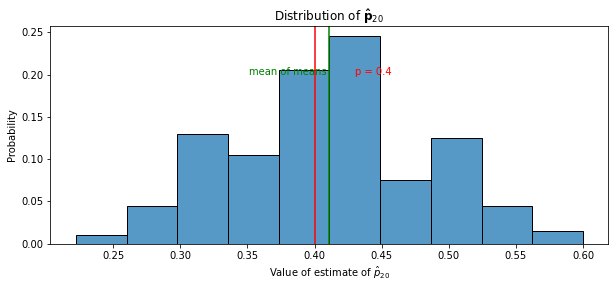 Distribution of p̂₂₀
0.25
0.20
0.15
0.10
0.05
0.00
Probability
mean of means
p = 0.4
0.25 0.30 0.35 0.40 0.45 0.50 0.55 0.60
Value of estimate of p̂₂₀